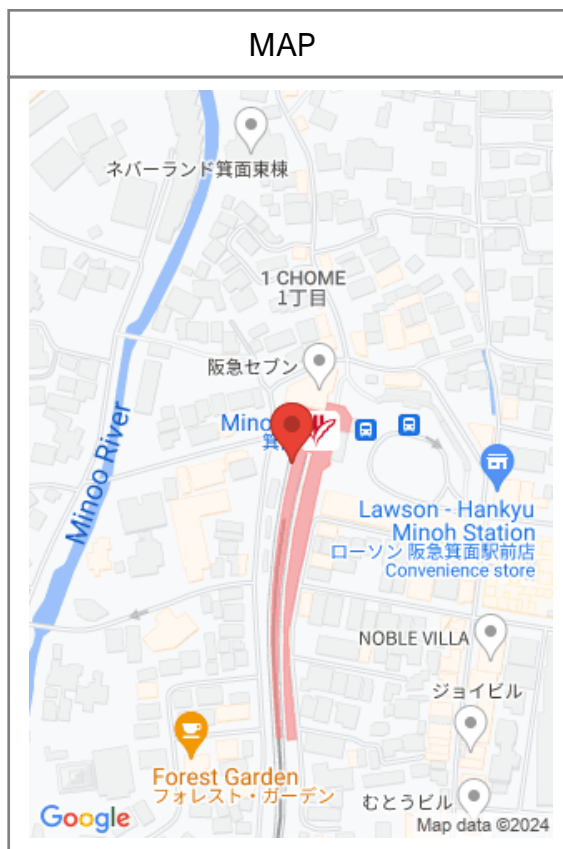 MAP
ネバーランド箕面東棟
1 CHOME
1丁目
阪急セブン
Minoo River
Lawson - Hankyu
Minoh Station
ローソン 阪急箕面駅前店
Convenience store
NOBLE VILLA
ジョイビル
Forest Garden
フォレスト・ガーデン
むとうビル
Google
Map data ©2024